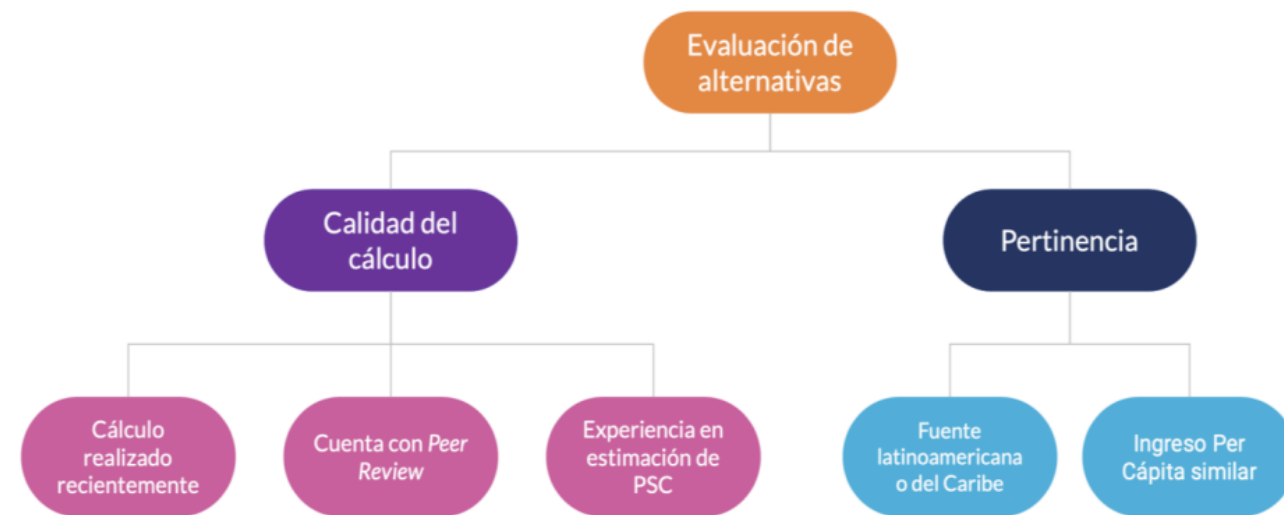 Evaluación de
alternativas
Calidad del
cálculo
Pertinencia
Cálculo
realizado
recientemente
Cuenta con Peer
Review
Experiencia en
estimación de
PSC
Fuente
latinoamericana
o del Caribe
Ingreso Per
Cápita similar